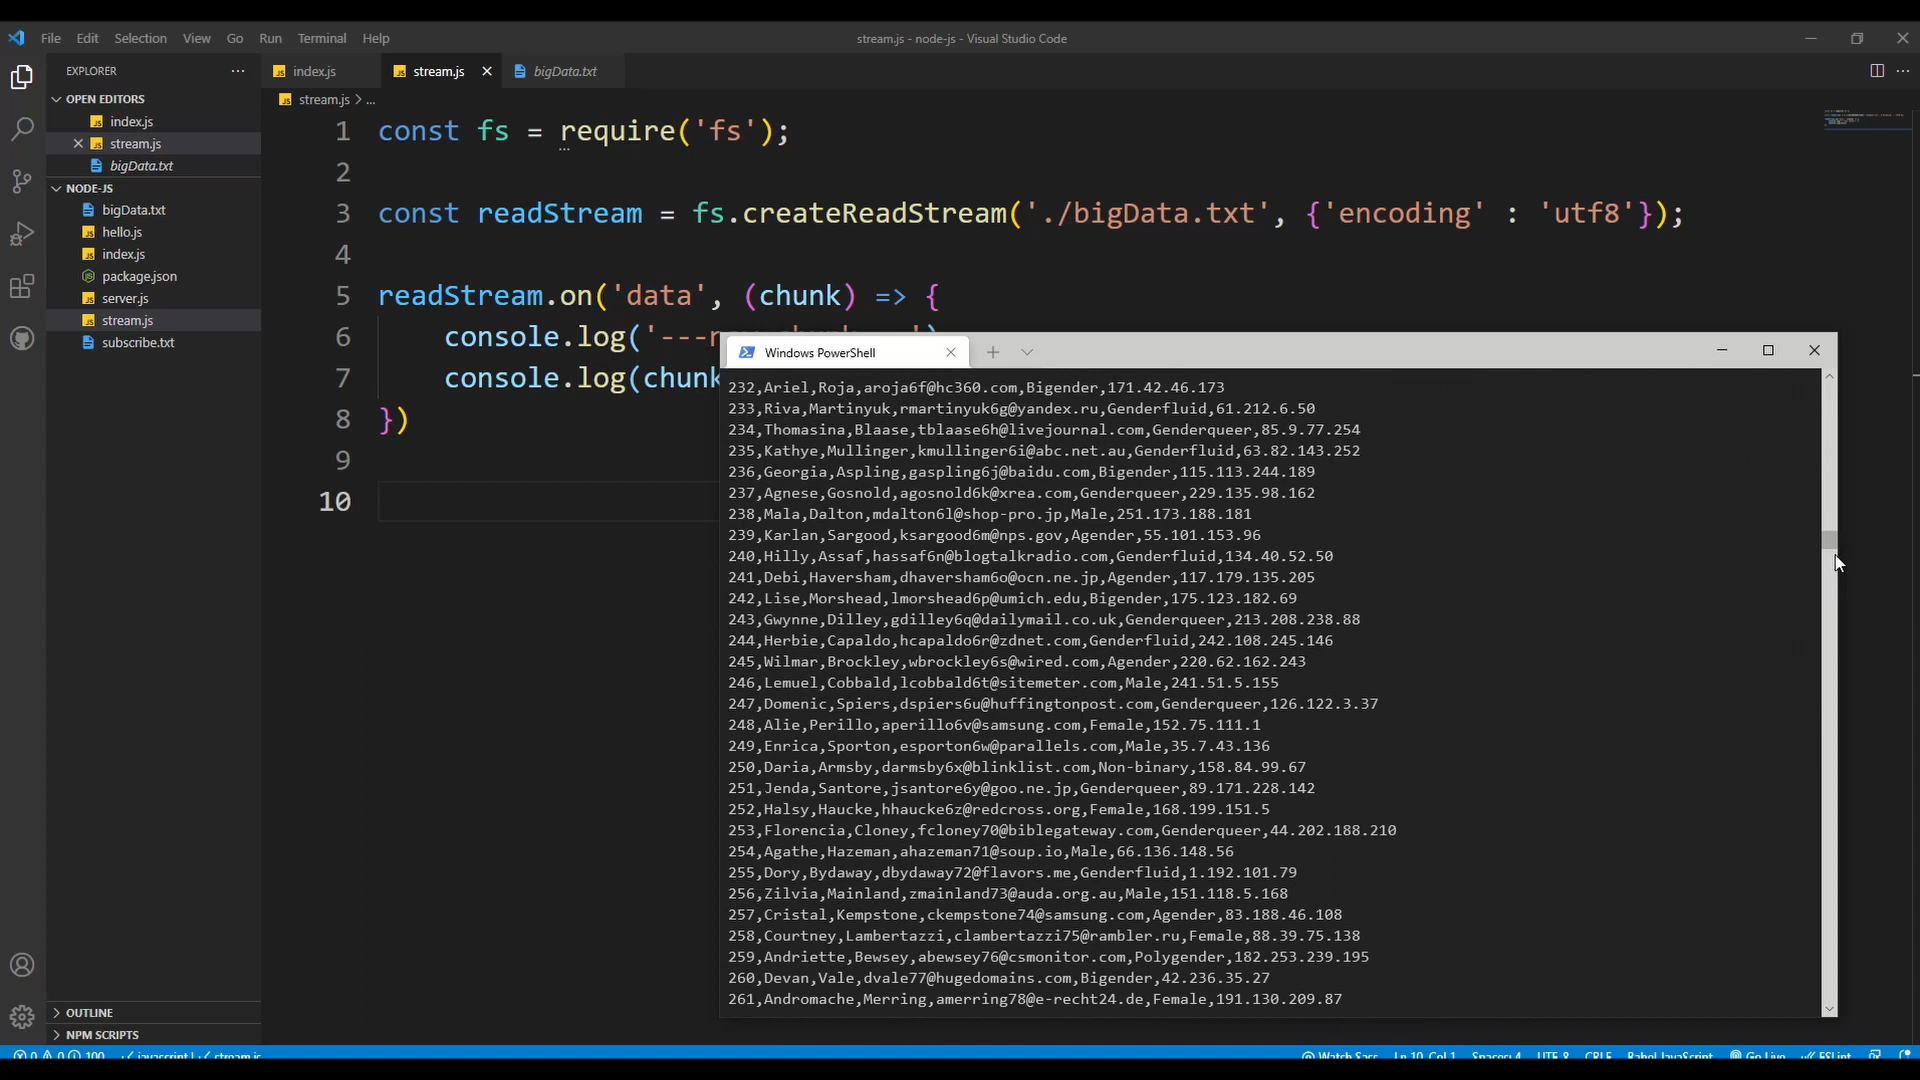 File Edit Selection View Go Run Terminal Help
stream.js - node-js - Visual Studio Code
EXPLORER
OPEN EDITORS
index.js
stream.js
bigData.txt
NODE-JS
bigData.txt
hello.js
index.js
package.json
server.js
stream.js
subscribe.txt
OUTLINE
NPM SCRIPTS
index.js stream.js bigData.txt
stream.js > ...
1 const fs = require('fs');
2
3 const readStream = fs.createReadStream('./bigData.txt', {'encoding' : 'utf8'});
4
5 readStream.on('data', (chunk) => {
6 console.log('---
7 console.log(chunk
8 })
9
10
Windows PowerShell
232,Ariel,Roja,aroja6f@hc360.com,Bigender,171.42.46.173
233,Riva,Martinyuk,rmartinyuk6g@yandex.ru,Genderfluid,61.212.6.50
234,Thomasina,Blaase,tblaase6h@livejournal.com,Genderqueer,85.9.77.254
235,Kathye,Mullinger,kmullinger6i@abc.net.au,Genderfluid,63.82.143.252
236,Georgia,Aspling,gaspling6j@baidu.com,Bigender,115.113.244.189
237,Agnese,Gosnold,agosnold6k@xrea.com,Genderqueer,229.135.98.162
238,Mala,Dalton,mdalton6l@shop-pro.jp,Male,251.173.188.181
239,Karlan,Sargood,ksargood6m@nps.gov,Agender,55.101.153.96
240,Hilly,Assaf,hassaf6n@blogtalkradio.com,Genderfluid,134.40.52.50
241,Debi,Haversham,dhaversham6o@ocn.ne.jp,Agender,117.179.135.205
242,Lise,Morshead,lmorshead6p@umich.edu,Bigender,175.123.182.69
243,Gwynne,Dilley,gdilley6q@dailymail.co.uk,Genderqueer,213.208.238.88
244,Herbie,Capaldo,hcapaldo6r@zdnet.com,Genderfluid,242.108.245.146
245,Wilmar,Brockley,wbrockley6s@wired.com,Agender,220.62.162.243
246,Lemuel,Cobbald,lcobbald6t@sitemeter.com,Male,241.51.5.155
247,Domenic,Spiers,dspiers6u@huffingtonpost.com,Genderqueer,126.122.3.37
248,Alie,Perillo,aperillo6v@samsung.com,Female,152.75.111.1
249,Enrica,Sporton,esporton6w@parallels.com,Male,35.7.43.136
250,Daria,Armsby,darmsby6x@blinklist.com,Non-binary,158.84.99.67
251,Jenda,Santore,jsantore6y@goo.ne.jp,Genderqueer,89.171.228.142
252,Halsy,Haucke,hhaucke6z@redcross.org,Female,168.199.151.5
253,Florencia,Cloney,fcloney70@biblegateway.com,Genderqueer,44.202.188.210
254,Agathe,Hazeman,ahazeman71@soup.io,Male,66.136.148.56
255,Dory,Bydaway,dbydaway72@flavors.me,Genderfluid,1.192.101.79
256,Zilvia,Mainland,zmainland73@auda.org.au,Male,151.118.5.168
257,Cristal,Kempstone,ckempstone74@samsung.com,Agender,83.188.46.108
258,Courtney,Lambertazzi,clambertazzi75@rambler.ru,Female,88.39.75.138
259,Andriette,Bewsey,abewsey76@csmonitor.com,Polygender,182.253.239.195
260,Devan,Vale,dvale77@hugedomains.com,Bigender,42.236.35.27
261,Andromache,Merring,amerring78@e-recht24.de,Female,191.130.209.87
0 0 100 javascript | stream.js
Watch Sass Ln 10, Col 1 Spaces: 4 UTF-8 CRLF Babel JavaScript Go Live ESLint